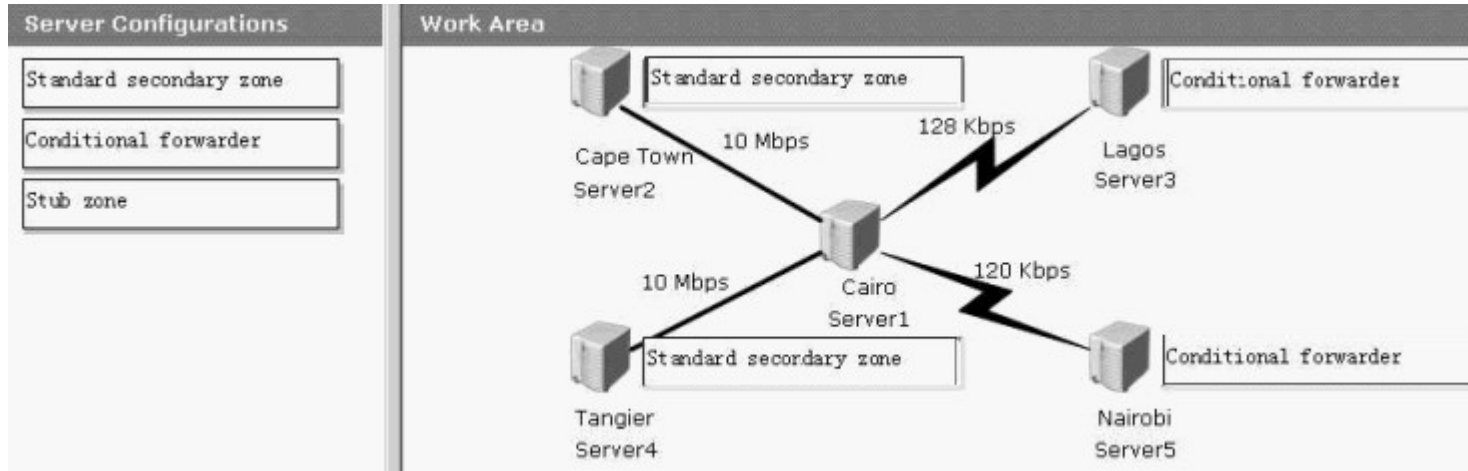 Server Configurations
Standard secondary zone
Conditional forwarder
Stub zone
Work Area
Standard secondary zone
Conditional forwarder
10 Mbps
128 Kbps
Cape Town
Server2
Lagos
Server3
10 Mbps
120 Kbps
Cairo
Server1
Standard secordary zone
Conditional forwarder
Tangier
Server4
Nairobi
Server5